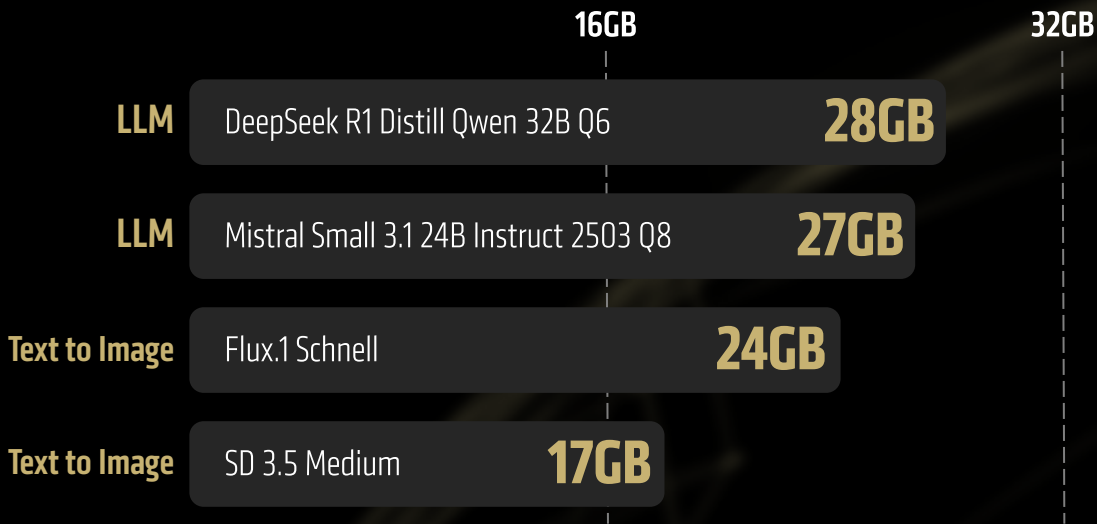 16GB 32GB
LLM DeepSeek R1 Distill Qwen 32B Q6 28GB
LLM Mistral Small 3.1 24B Instruct 2503 Q8 27GB
Text to Image Flux.1 Schnell 24GB
Text to Image SD 3.5 Medium 17GB